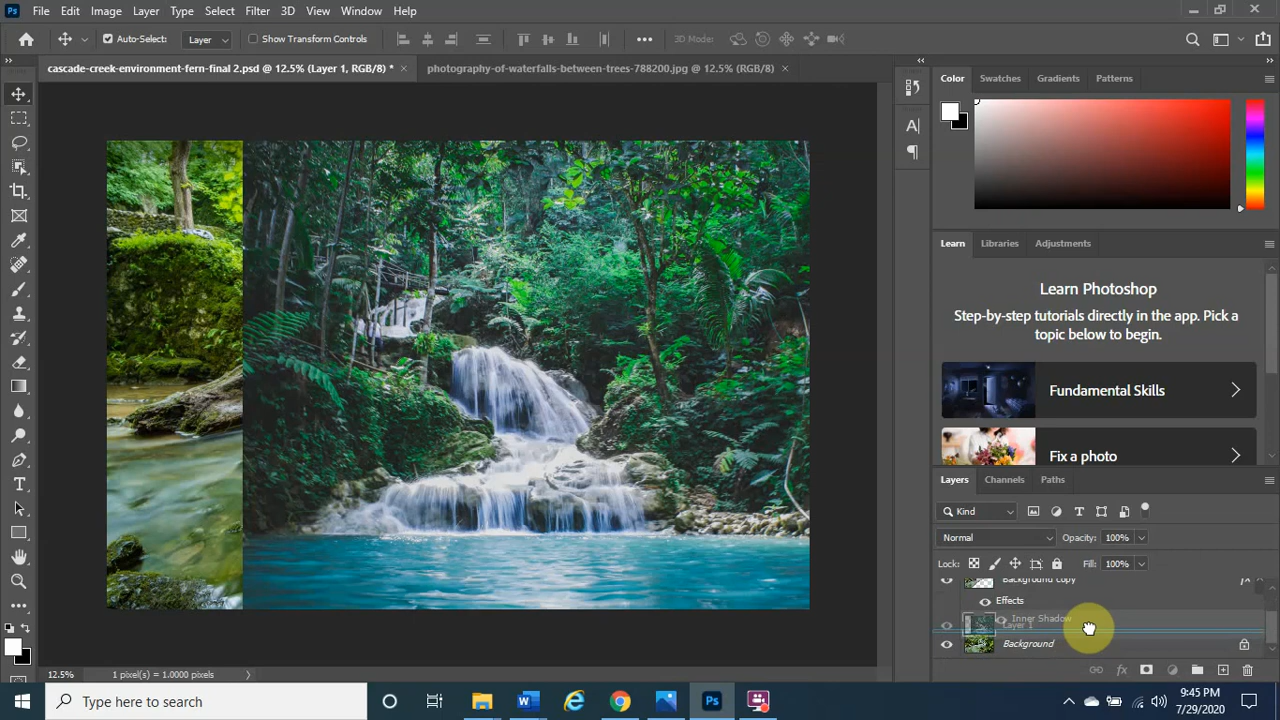 Ps File Edit Image Layer Type Select Filter 3D View Window Help
Auto-Select: Layer Show Transform Controls 3D Mode:
cascade-creek-environment-fern-final 2.psd @ 12.5% (Layer 1, RGB/8) * photography-of-waterfalls-between-trees-788200.jpg @ 12.5% (RGB/8)
Color Swatches Gradients Patterns
Learn Libraries Adjustments
Learn Photoshop
Step-by-step tutorials directly in the app. Pick a
topic below to begin.
Fundamental Skills
Fix a photo
Layers Channels Paths
Kind
Normal Opacity: 100%
Lock: Fill: 100%
Background copy fx
Effects
Inner Shadow
Layer 1
Background
12.5% 1 pixel(s) = 1.0000 pixels
Type here to search
9:45 PM
7/29/2020